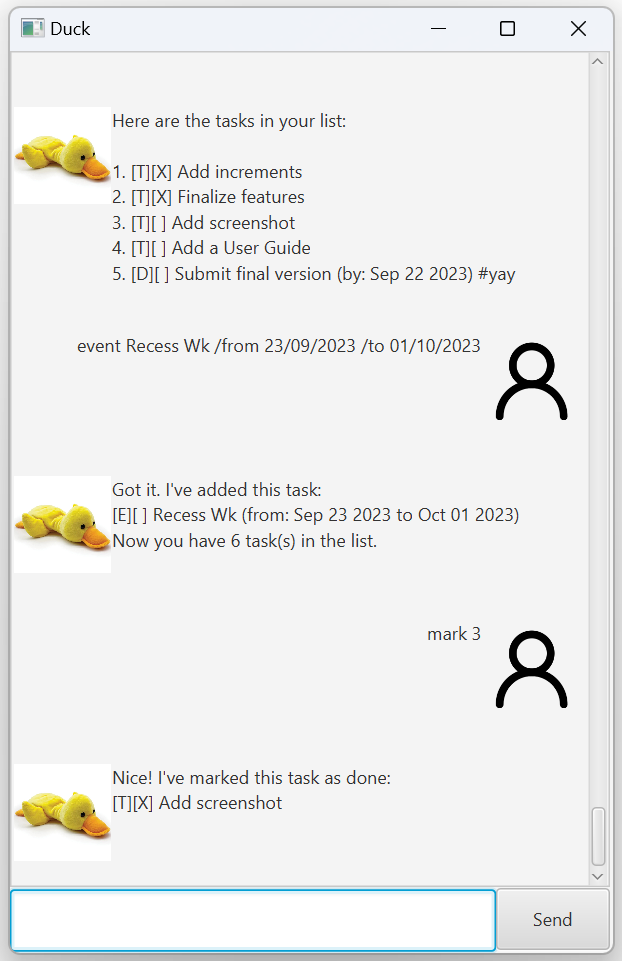 Duck
Here are the tasks in your list:
1. [T][X] Add increments
2. [T][X] Finalize features
3. [T][ ] Add screenshot
4. [T][ ] Add a User Guide
5. [D][ ] Submit final version (by: Sep 22 2023) #yay
event Recess Wk /from 23/09/2023 /to 01/10/2023
Got it. I've added this task:
[E][ ] Recess Wk (from: Sep 23 2023 to Oct 01 2023)
Now you have 6 task(s) in the list.
mark 3
Nice! I've marked this task as done:
[T][X] Add screenshot
Send